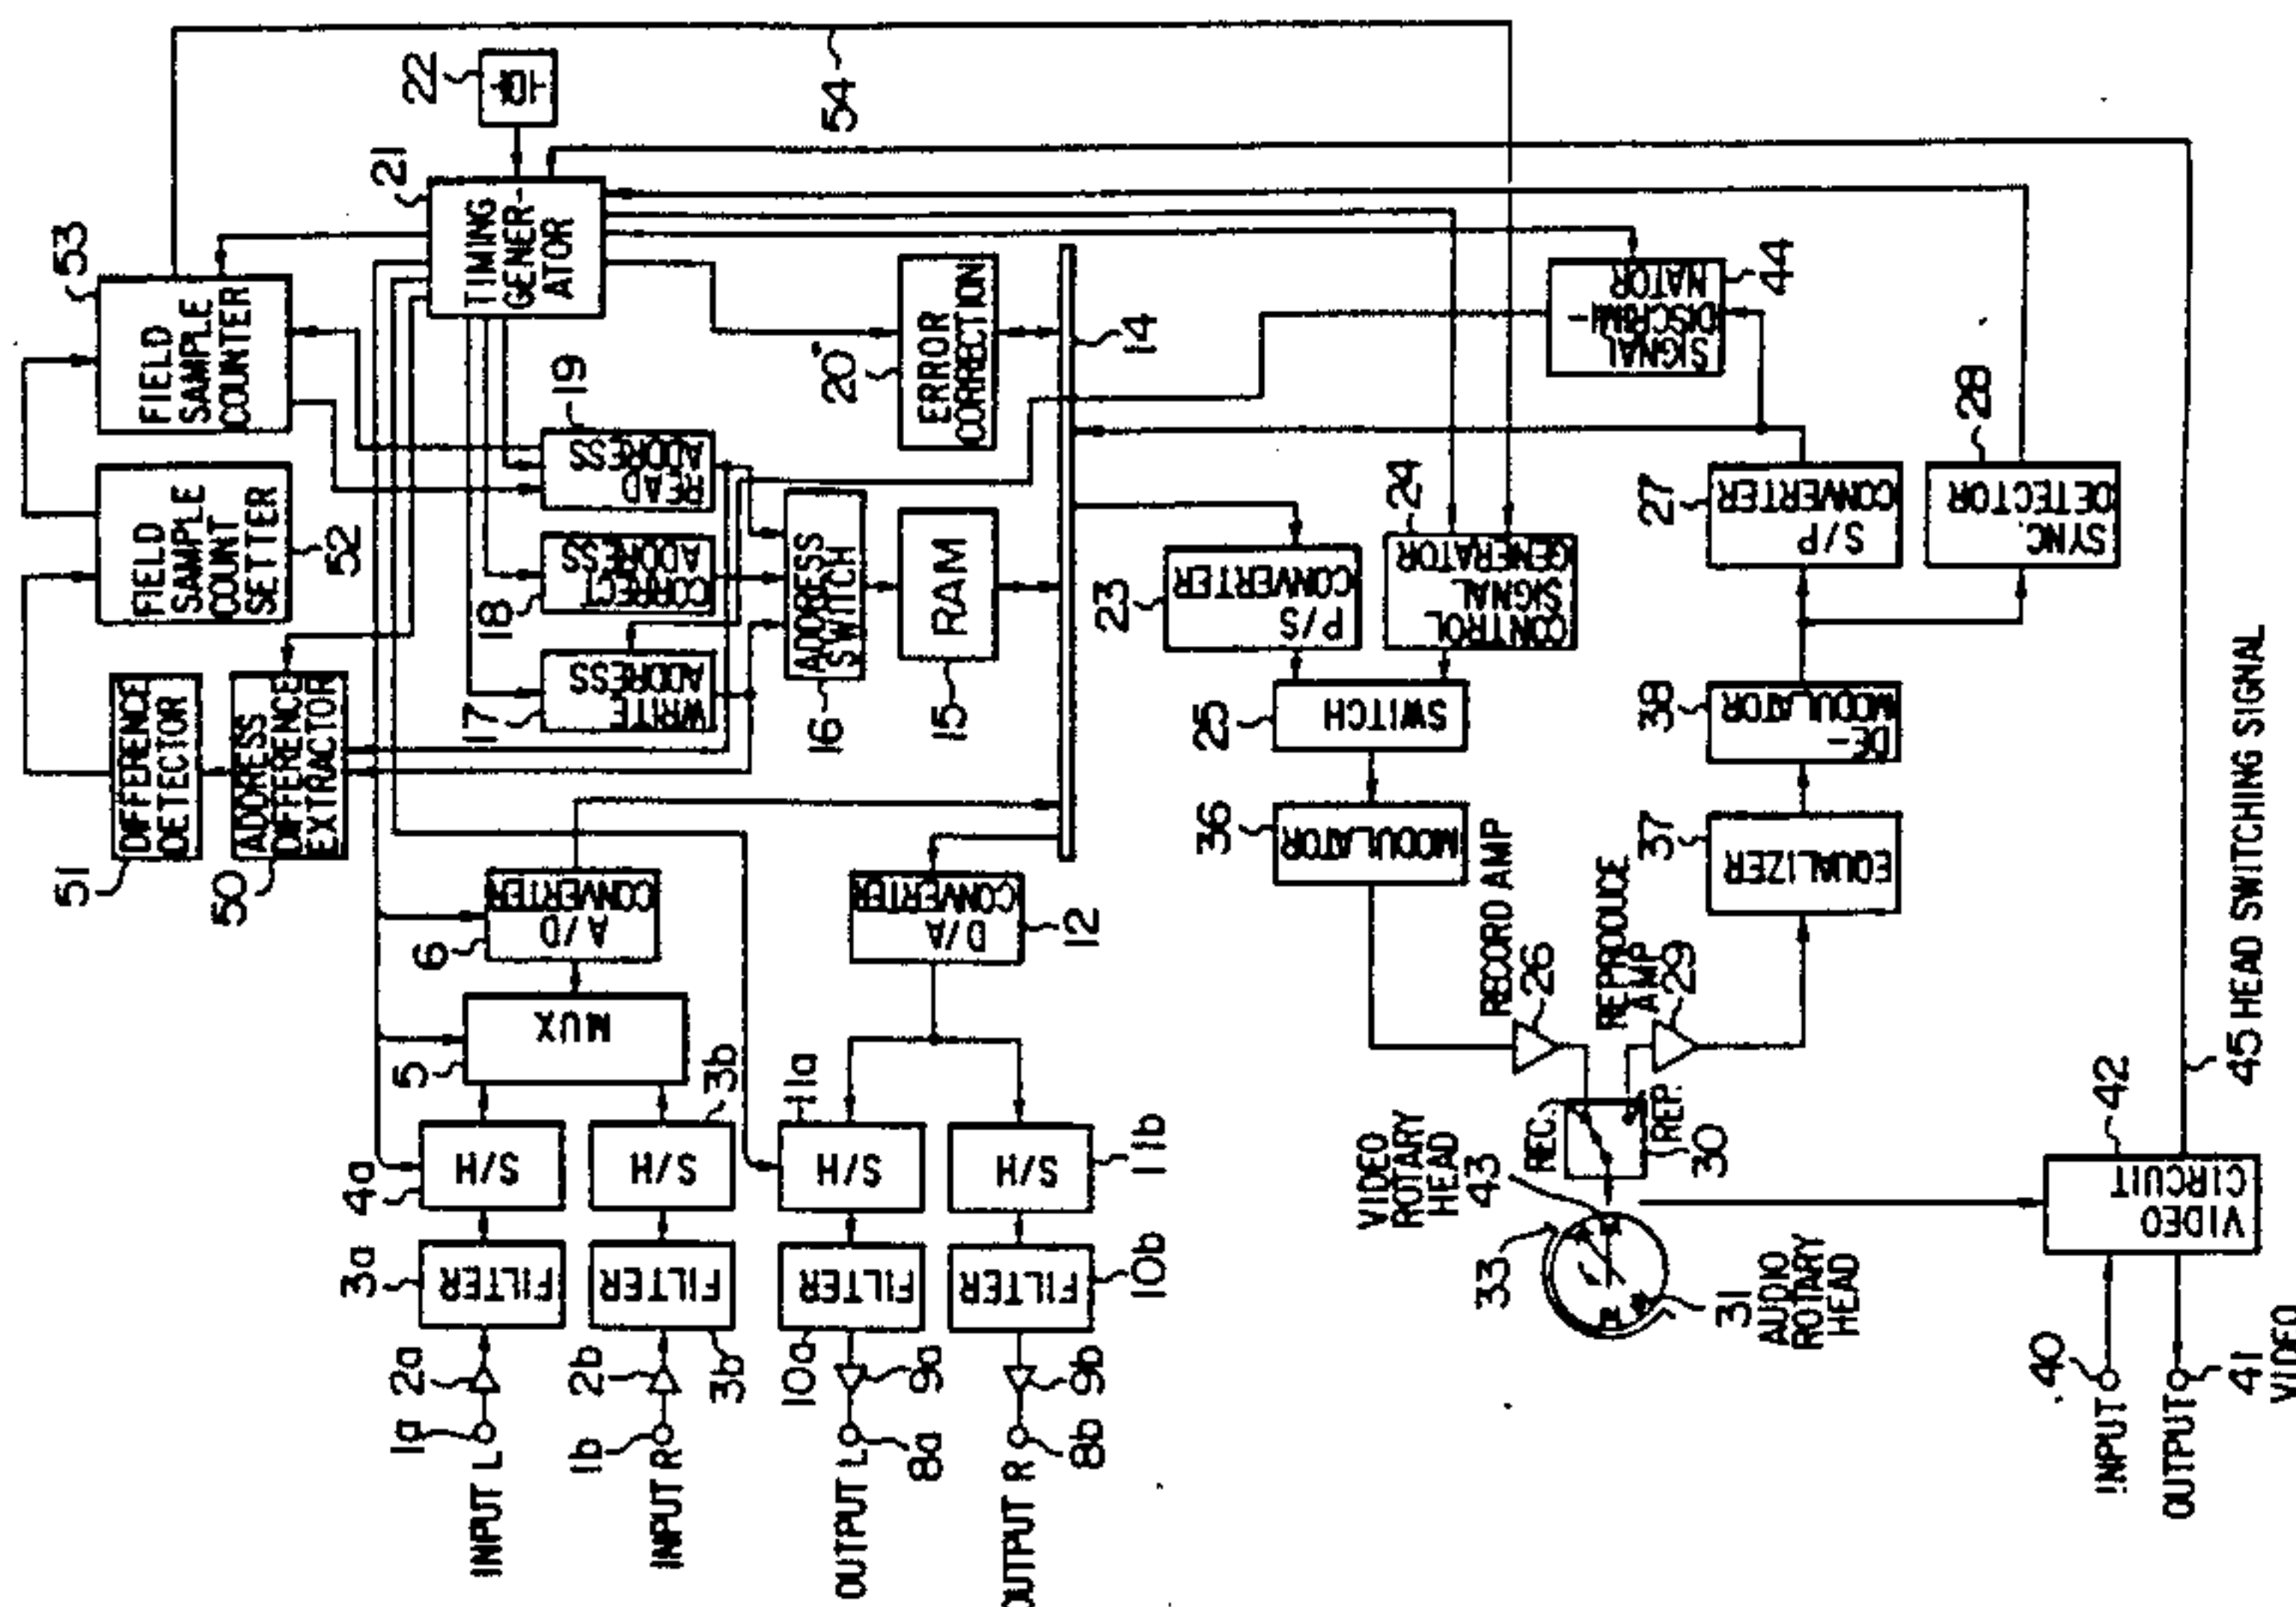 51
DIFFERENCE
DETECTOR
50
ADDRESS
DIFFERENCE
EXTRACTOR
FIELD
SAMPLE
COUNT
SETTER
52
53
FIELD
SAMPLE
COUNTER
21
TIMING
GENER-
ATOR
22
54
17
WRITE
ADDRESS
18
CORRECT
ADDRESS
19
READ
ADDRESS
ADDRESS
SWITCH
16
RAM
15
20
ERROR
CORRECTION
14
INPUT L
1a
2a
3a
FILTER
4a
S/H
5
MUX
6
A/D
CONVERTER
INPUT R
1b
2b
3b
FILTER
S/H
3b
OUTPUT L
8a
9a
10a
FILTER
S/H
11a
D/A
CONVERTER
12
OUTPUT R
8b
9b
10b
FILTER
S/H
11b
23
P/S
CONVERTER
24
CONTROL
SIGNAL
GENERATOR
25
SWITCH
36
MODULATOR
RECORD AMP
26
REPRODUCE
AMP
29
REC.
REP.
30
VIDEO
ROTARY
HEAD
43
33
31
AUDIO
ROTARY
HEAD
37
EQUALIZER
38
DE-
MODULATOR
27
S/P
CONVERTER
28
SYNC.
DETECTOR
SIGNAL
DISCRIMI-
NATOR
44
INPUT
40
OUTPUT
41
VIDEO
VIDEO
CIRCUIT
42
45 HEAD SWITCHING SIGNAL